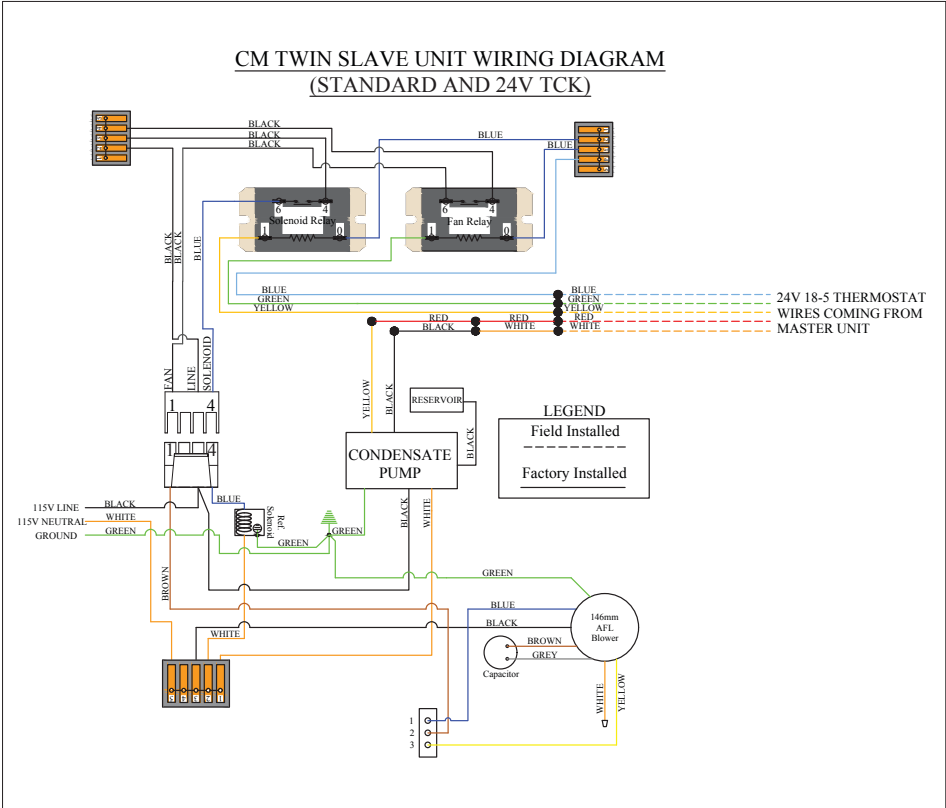 CM TWIN SLAVE UNIT WIRING DIAGRAM
(STANDARD AND 24V TCK)
BLACK
BLACK
BLACK
BLUE
BLUE
6
4
Solenoid Relay
1
0
6
4
Fan Relay
1
0
BLACK
BLACK
BLUE
BLUE
GREEN
YELLOW
BLUE
GREEN
YELLOW
RED
RED
RED
BLACK
WHITE
WHITE
24V 18-5 THERMOSTAT
WIRES COMING FROM
MASTER UNIT
FAN
LINE
SOLENOID
1
4
YELLOW
BLACK
RESERVOIR
BLACK
CONDENSATE
PUMP
LEGEND
Field Installed
Factory Installed
1
4
115V LINE
BLACK
115V NEUTRAL
WHITE
GROUND
GREEN
BLUE
Ref.
Solenoid
GREEN
GREEN
BLACK
WHITE
BROWN
GREEN
WHITE
BLUE
BLACK
BROWN
GREY
Capacitor
146mm
AFL
Blower
WHITE
YELLOW
1
2
3